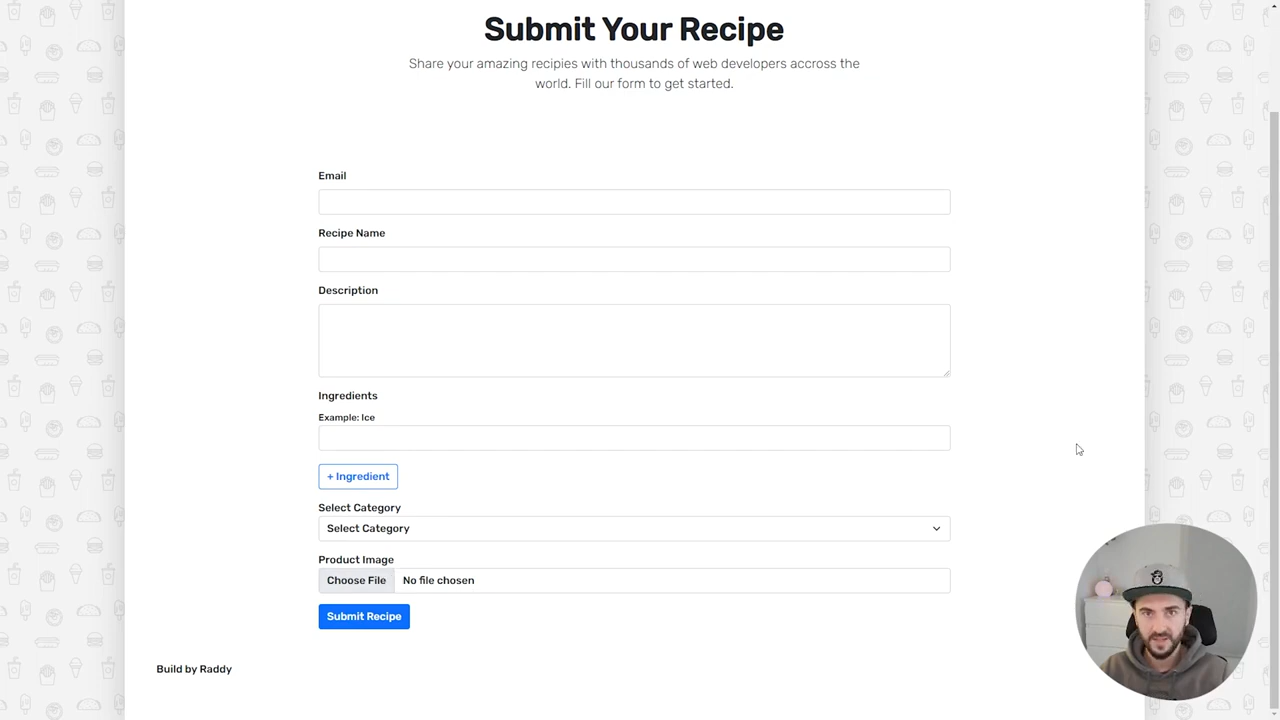 Submit Your Recipe
Share your amazing recipies with thousands of web developers accross the
world. Fill our form to get started.
Email
Recipe Name
Description
Ingredients
Example: Ice
+ Ingredient
Select Category
Select Category
Product Image
Choose File No file chosen
Submit Recipe
Build by Raddy